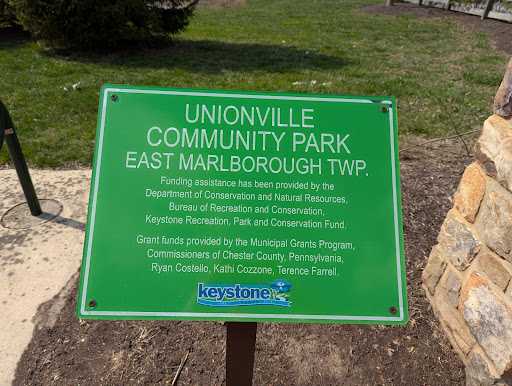 UNIONVILLE
COMMUNITY PARK
EAST MARLBOROUGH TWP.
Funding assistance has been provided by the
Department of Conservation and Natural Resources,
Bureau of Recreation and Conservation,
Keystone Recreation, Park and Conservation Fund.
Grant funds provided by the Municipal Grants Program,
Commissioners of Chester County, Pennsylvania,
Ryan Costello, Kathi Cozzone, Terence Farrell.
keystone